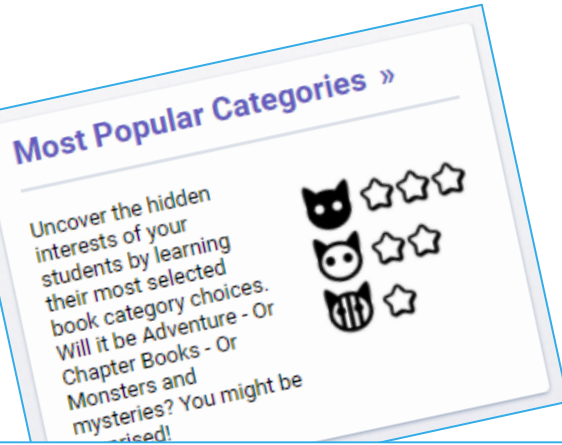 Most Popular Categories »
Uncover the hidden
interests of your
students by learning
their most selected
book category choices.
Will it be Adventure - Or
Chapter Books - Or
Monsters and
mysteries? You might be